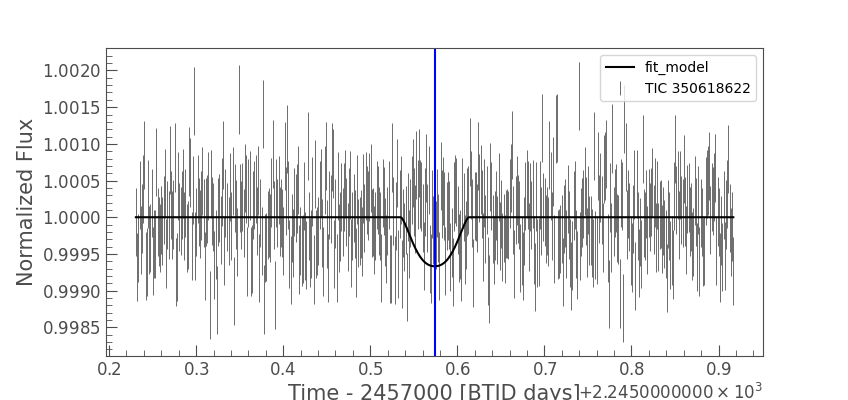 fit_model
TIC 350618622
1.0020
1.0015
1.0010
1.0005
1.0000
0.9995
0.9990
0.9985
Normalized Flux
0.2 0.3 0.4 0.5 0.6 0.7 0.8 0.9
Time - 2457000 [BTJD days]
+2.2450000000 × 10³